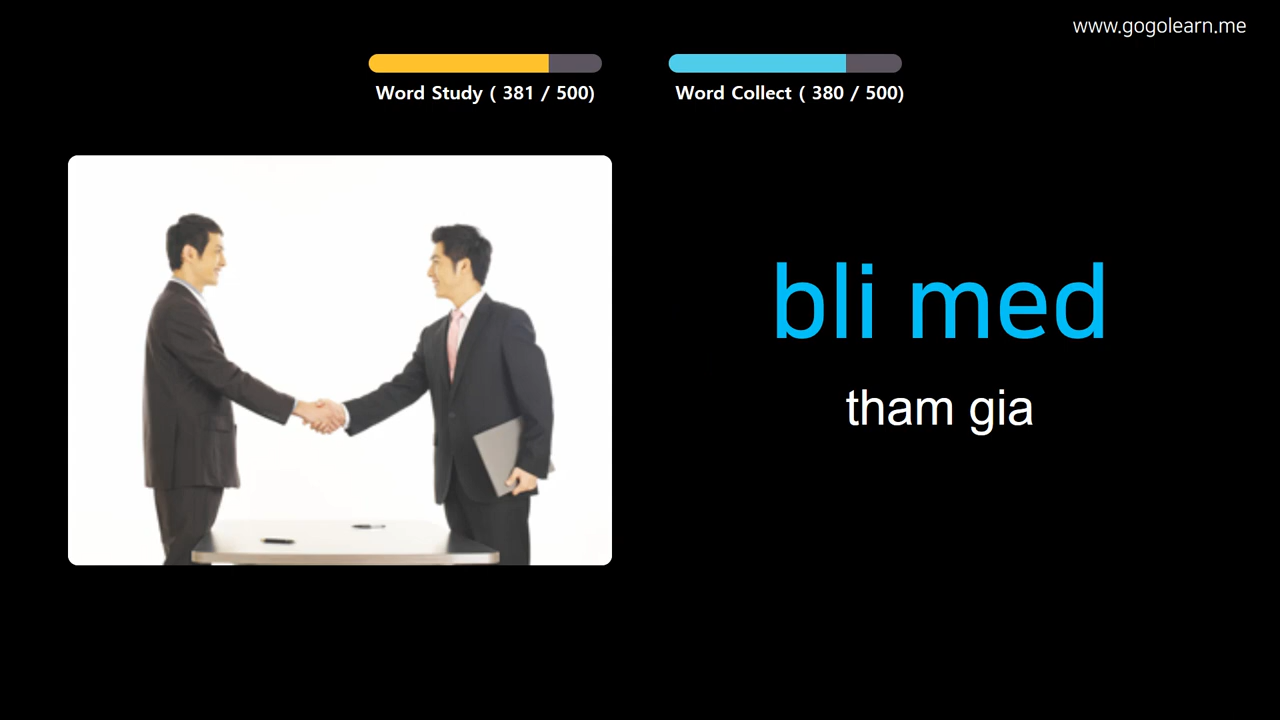 www.gogolearn.me
Word Study ( 381 / 500)
Word Collect ( 380 / 500)
bli med
tham gia